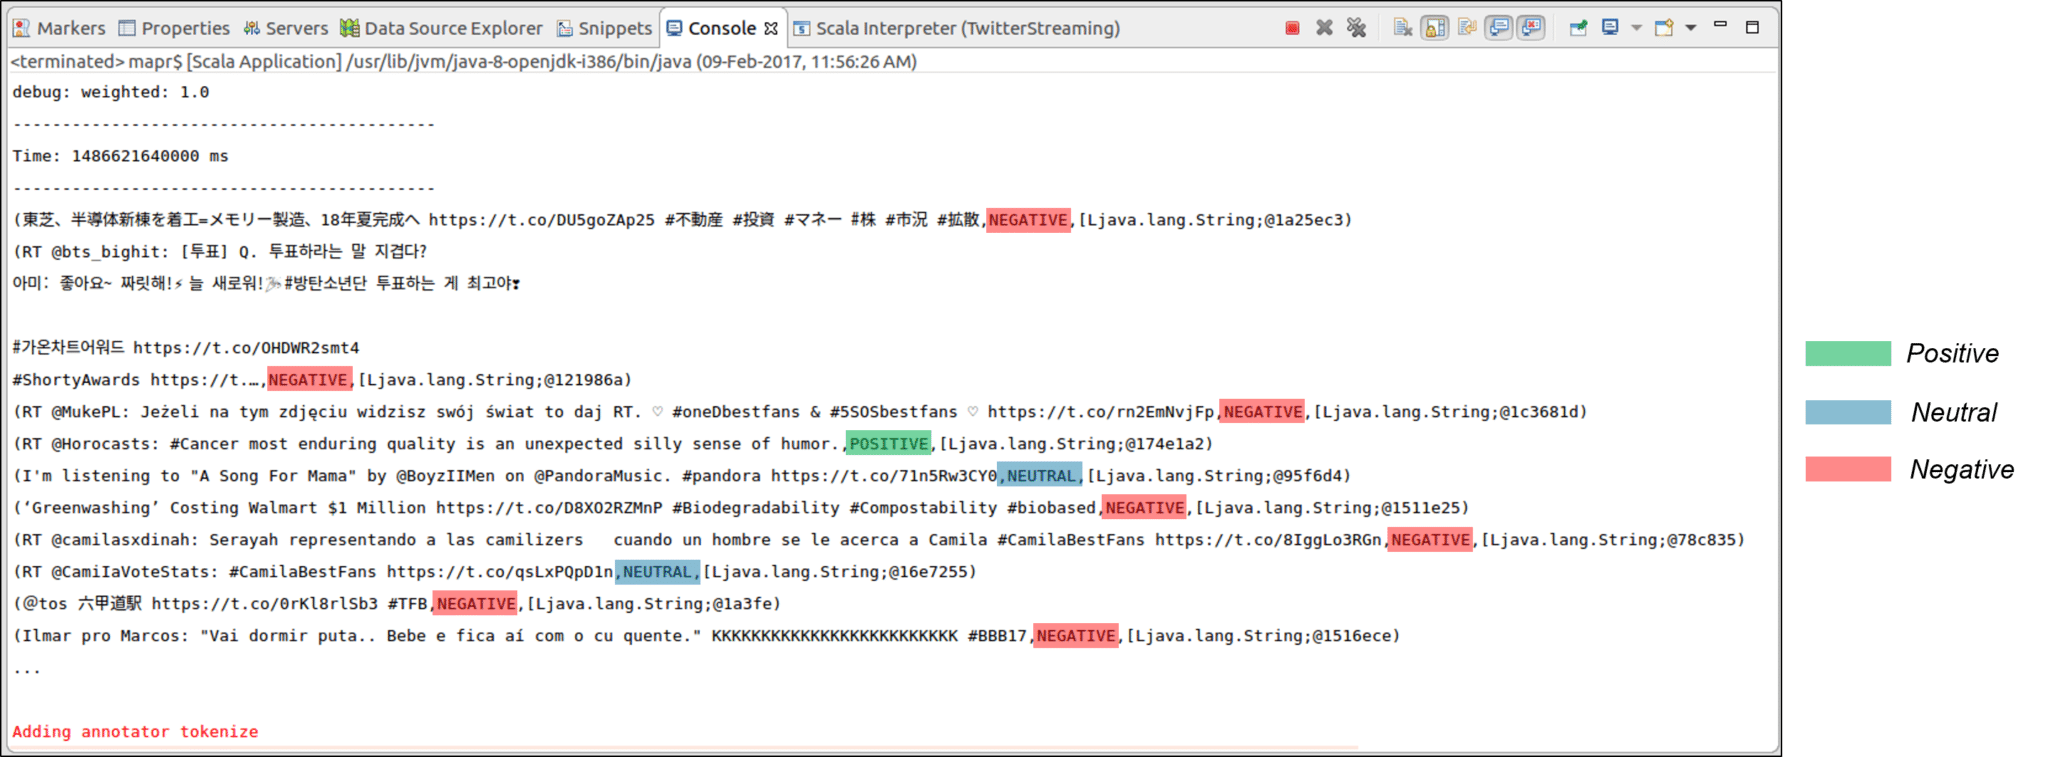 Markers Properties Servers Data Source Explorer Snippets Console Scala Interpreter (TwitterStreaming)
<terminated> mapr$ [Scala Application] /usr/lib/jvm/java-8-openjdk-i386/bin/java (09-Feb-2017, 11:56:26 AM)
debug: weighted: 1.0
-------------------------------------------
Time: 1486621640000 ms
-------------------------------------------
(東芝、半導体新棟を着工=メモリー製造、18年夏完成へ https://t.co/DU5goZAp25 #不動産 #投資 #マネー #株 #市況 #拡散,NEGATIVE,[Ljava.lang.String;@1a25ec3)
(RT @bts_bighit: [투표] Q. 투표하라는 말 지겹다?
아미: 좋아요~ 짜릿해!⚡늘 새로워!🎉#방탄소년단 투표하는 게 최고야❣
#가온차트어워드 https://t.co/OHDWR2smt4
#ShortyAwards https://t.…,NEGATIVE,[Ljava.lang.String;@121986a)
(RT @MukePL: Jeżeli na tym zdjęciu widzisz swój świat to daj RT. ♡ #oneDbestfans & #5SOSbestfans ♡ https://t.co/rn2EmNvjFp,NEGATIVE,[Ljava.lang.String;@1c3681d)
(RT @Horocasts: #Cancer most enduring quality is an unexpected silly sense of humor.,POSITIVE,[Ljava.lang.String;@174e1a2)
(I'm listening to "A Song For Mama" by @BoyzIIMen on @PandoraMusic. #pandora https://t.co/71n5Rw3CY0,NEUTRAL,[Ljava.lang.String;@95f6d4)
(‘Greenwashing’ Costing Walmart $1 Million https://t.co/D8XO2RZMnP #Biodegradability #Compostability #biobased,NEGATIVE,[Ljava.lang.String;@1511e25)
(RT @camilasxdinah: Serayah representando a las camilizers   cuando un hombre se le acerca a Camila #CamilaBestFans https://t.co/8IggLo3RGn,NEGATIVE,[Ljava.lang.String;@78c835)
(RT @CamiIaVoteStats: #CamilaBestFans https://t.co/qsLxPQpD1n,NEUTRAL,[Ljava.lang.String;@16e7255)
(@tos 六甲道駅 https://t.co/0rKl8rlSb3 #TFB,NEGATIVE,[Ljava.lang.String;@1a3fe)
(Ilmar pro Marcos: "Vai dormir puta.. Bebe e fica aí com o cu quente." KKKKKKKKKKKKKKKKKKKKKKKKK #BBB17,NEGATIVE,[Ljava.lang.String;@1516ece)
...
Adding annotator tokenize
Positive
Neutral
Negative